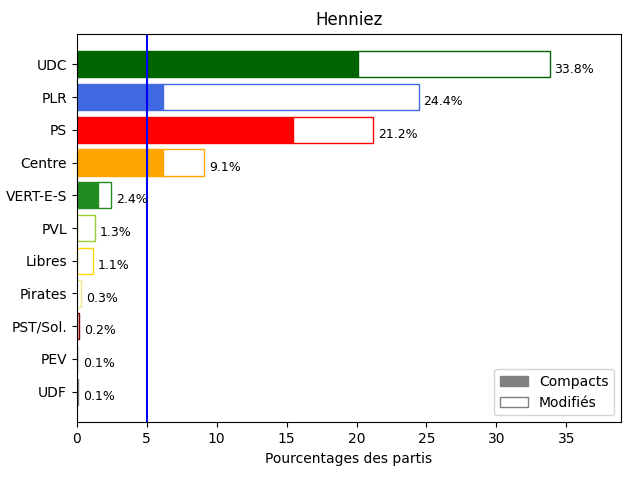 Henniez
UDC 33.8%
PLR 24.4%
PS 21.2%
Centre 9.1%
VERT-E-S 2.4%
PVL 1.3%
Libres 1.1%
Pirates 0.3%
PST/Sol. 0.2%
PEV 0.1%
UDF 0.1%
Compacts
Modifiés
0 5 10 15 20 25 30 35
Pourcentages des partis